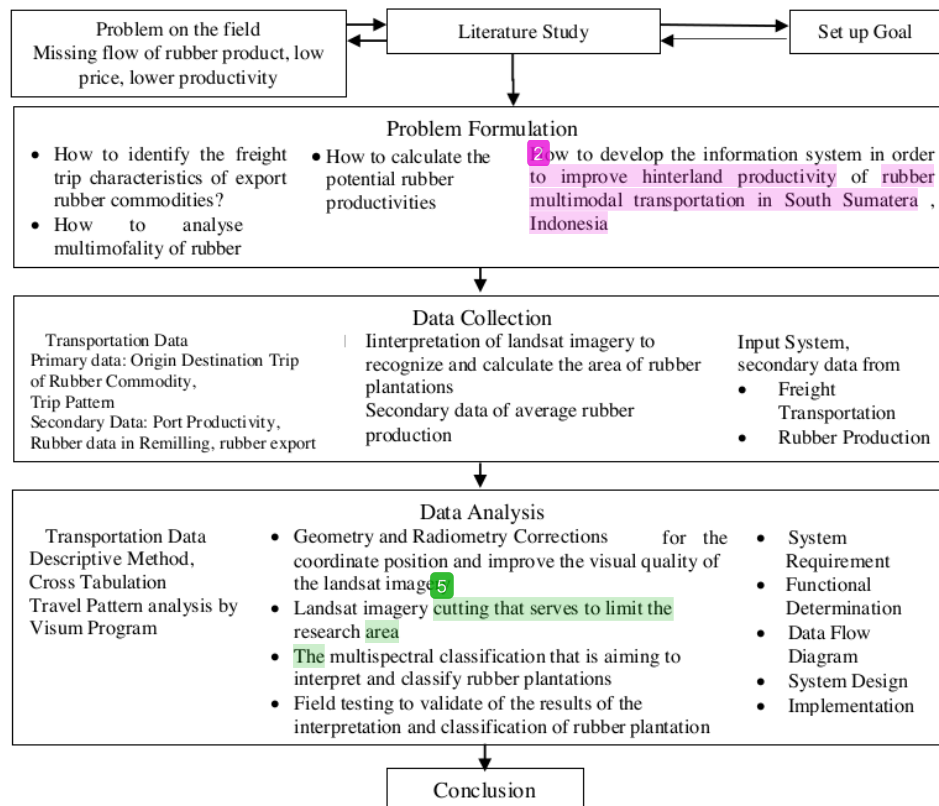 Problem on the field
Missing flow of rubber product, low
price, lower productivity
Literature Study
Set up Goal
Problem Formulation
• How to identify the freight
trip characteristics of export
rubber commodities?
• How to analyse
multimofality of rubber
• How to calculate the
potential rubber
productivities
2
ow to develop the information system in order
to improve hinterland productivity of rubber
multimodal transportation in South Sumatera ,
Indonesia
Data Collection
Transportation Data
Primary data: Origin Destination Trip
of Rubber Commodity,
Trip Pattern
Secondary Data: Port Productivity,
Rubber data in Remilling, rubber export
Iinterpretation of landsat imagery to
recognize and calculate the area of rubber
plantations
Secondary data of average rubber
production
Input System,
secondary data from
• Freight
Transportation
• Rubber Production
Data Analysis
Transportation Data
Descriptive Method,
Cross Tabulation
Travel Pattern analysis by
Visum Program
• Geometry and Radiometry Corrections for the
coordinate position and improve the visual quality of
the landsat imagery
5
• Landsat imagery cutting that serves to limit the
research area
• The multispectral classification that is aiming to
interpret and classify rubber plantations
• Field testing to validate of the results of the
interpretation and classification of rubber plantation
• System
Requirement
• Functional
Determination
• Data Flow
Diagram
• System Design
• Implementation
Conclusion